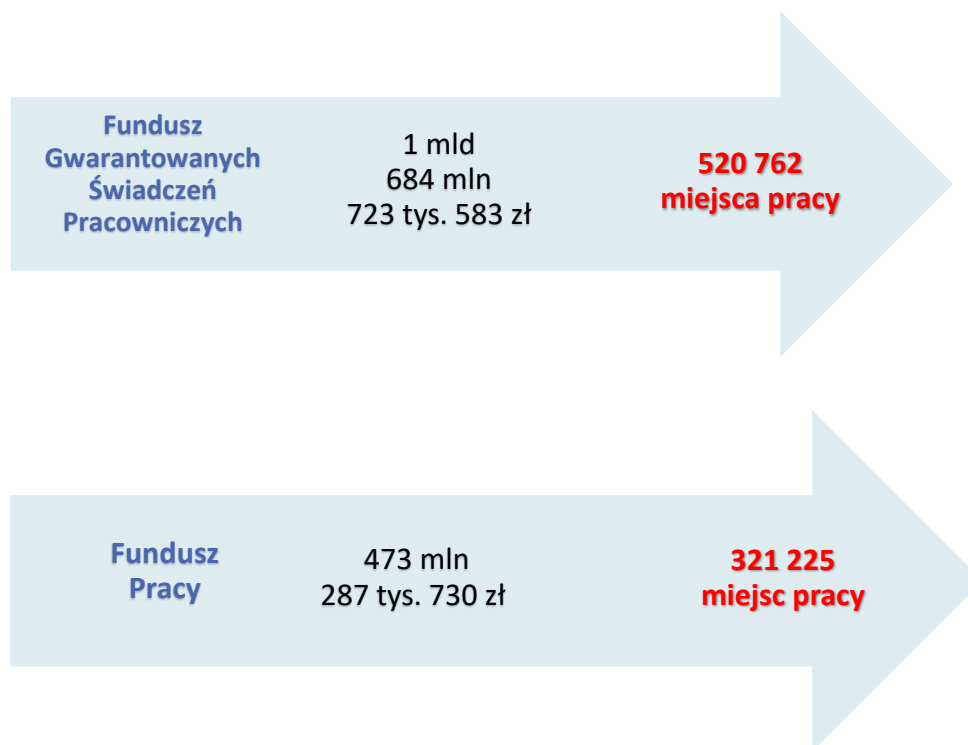 Fundusz
Gwarantowanych
Świadczeń
Pracowniczych
1 mld
684 mln
723 tys. 583 zł
520 762
miejsca pracy
Fundusz
Pracy
473 mln
287 tys. 730 zł
321 225
miejsc pracy